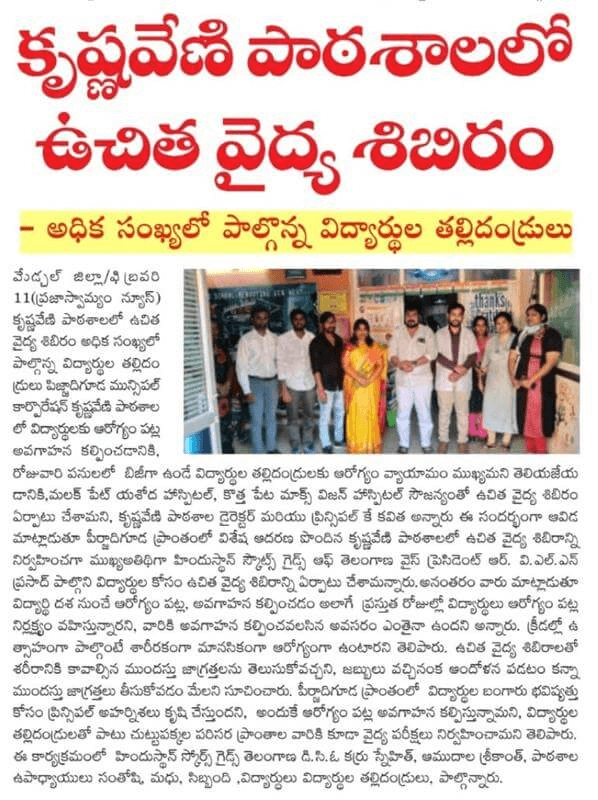 కృష్ణవేణి పాఠశాలలో
ఉచిత వైద్య శిబిరం
- అధిక సంఖ్యలో పాల్గొన్న విద్యార్థుల తల్లిదండ్రులు
మేడ్చల్ జిల్లా/ఫిబ్రవరి
11(ప్రజాస్వామ్యం న్యూస్)
కృష్ణవేణి పాఠశాలలో ఉచిత
వైద్య శిబిరం అధిక సంఖ్యలో
పాల్గొన్న విద్యార్థుల తల్లిదం
డ్రులు పిజ్జాదిగూడ మున్సిపల్
కార్పొరేషన్ కృష్ణవేణి పాఠశాల
లో విద్యార్థులకు ఆరోగ్యం పట్ల
అవగాహన కల్పించడానికి,
రోజువారి పనులలో బిజీగా ఉండే విద్యార్థుల తల్లిదండ్రులకు ఆరోగ్యం వ్యాయామం ముఖ్యమని తెలియజేయ
డానికి,మలక్ పేట్ యశోద హాస్పిటల్, కొత్త పేట మాక్స్ విజన్ హాస్పిటల్ సౌజన్యంతో ఉచిత వైద్య శిబిరం
ఏర్పాటు చేశామని, కృష్ణవేణి పాఠశాల డైరెక్టర్ మరియు ప్రిన్సిపల్ కే కవిత అన్నారు ఈ సందర్భంగా ఆవిడ
మాట్లాడుతూ పీర్జాదిగూడ ప్రాంతంలో విశేష ఆదరణ పొందిన కృష్ణవేణి పాఠశాలలో ఉచిత వైద్య శిబిరాన్ని
నిర్వహించగా ముఖ్యఅతిథిగా హిందుస్థాన్ స్కౌట్స్ గైడ్స్ ఆఫ్ తెలంగాణ వైస్ ప్రెసిడెంట్ ఆర్. వి.ఎల్.ఎన్
ప్రసాద్ పాల్గొని విద్యార్థుల కోసం ఉచిత వైద్య శిబిరాన్ని ఏర్పాటు చేశామన్నారు.అనంతరం వారు మాట్లాడుతూ
విద్యార్థి దశ నుంచే ఆరోగ్యం పట్ల, అవగాహన కల్పించడం అలాగే ప్రస్తుత రోజుల్లో విద్యార్థులు ఆరోగ్యం పట్ల
నిర్లక్ష్యం వహిస్తున్నారని, వారికి అవగాహన కల్పించవలసిన అవసరం ఎంతైనా ఉందని అన్నారు. క్రీడల్లో ఉ
త్సాహంగా పాల్గొంటే శారీరకంగా మానసికంగా ఆరోగ్యంగా ఉంటారని తెలిపారు. ఉచిత వైద్య శిబిరాలతో
శరీరానికి కావాల్సిన ముందస్తు జాగ్రత్తలను తెలుసుకోవచ్చని, జబ్బులు వచ్చినంక ఆందోళన పడటం కన్నా
ముందస్తు జాగ్రత్తలు తీసుకోవడం మేలని సూచించారు. పీర్జాదిగూడ ప్రాంతంలో విద్యార్థుల బంగారు భవిష్యత్తు
కోసం ప్రిన్సిపల్ అహర్నిశలు కృషి చేస్తుందని, అందుకే ఆరోగ్యం పట్ల అవగాహన కల్పిస్తున్నామని, విద్యార్థుల
తల్లిదండ్రులతో పాటు చుట్టుపక్కల పరిసర ప్రాంతాల వారికి కూడా వైద్య పరీక్షలు నిర్వహించామని తెలిపారు.
ఈ కార్యక్రమంలో హిందుస్థాన్ స్కోర్స్ గైడ్స్ తెలంగాణ డి.సి.ఓ కర్రు స్నేహిత్, ఆముదాల శ్రీకాంత్, పాఠశాల
ఉపాధ్యాయులు సంతోషి, మధు, సిబ్బంది ,విద్యార్థులు విద్యార్థుల తల్లిదండ్రులు, పాల్గొన్నారు.